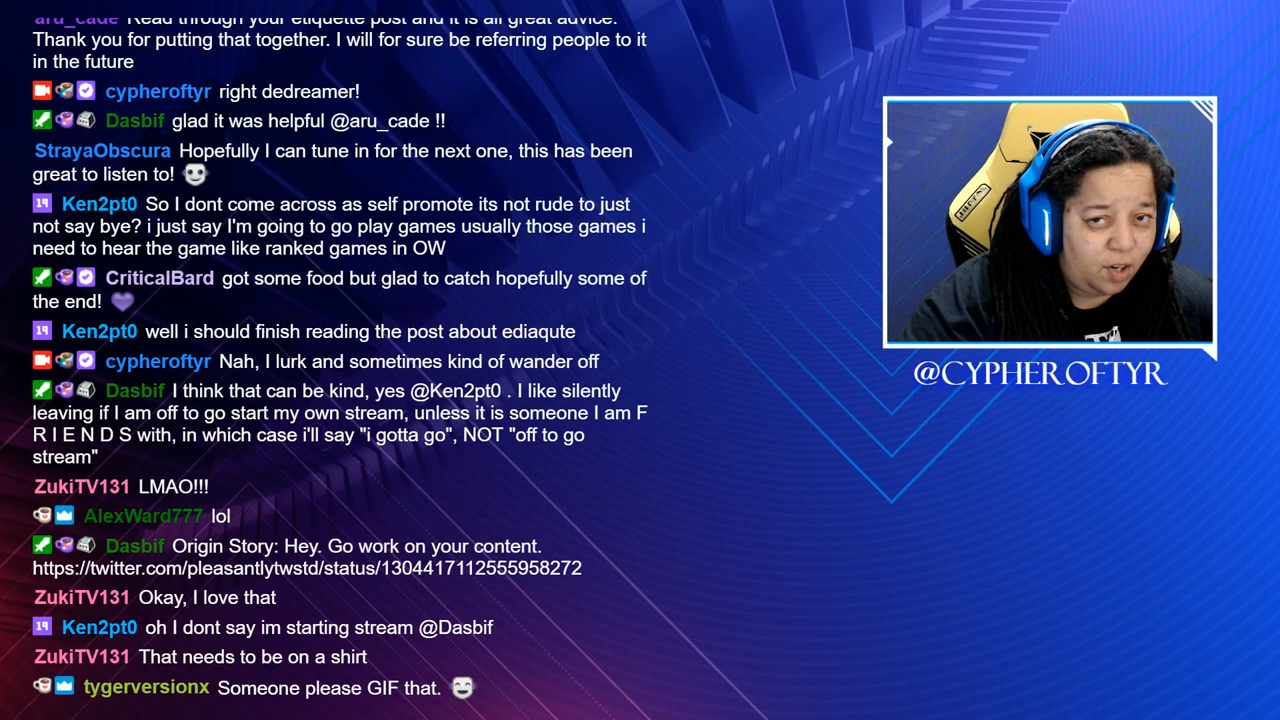 aru_cade Read through your etiquette post and it is all great advice.
Thank you for putting that together. I will for sure be referring people to it
in the future
cypheroftyr right dedreamer!
Dasbif glad it was helpful @aru_cade !!
StrayaObscura Hopefully I can tune in for the next one, this has been
great to listen to!
19 Ken2pt0 So I dont come across as self promote its not rude to just
not say bye? i just say I'm going to go play games usually those games i
need to hear the game like ranked games in OW
CriticalBard got some food but glad to catch hopefully some of
the end!
19 Ken2pt0 well i should finish reading the post about ediaqute
cypheroftyr Nah, I lurk and sometimes kind of wander off
Dasbif I think that can be kind, yes @Ken2pt0 . I like silently
leaving if I am off to go start my own stream, unless it is someone I am F
R I E N D S with, in which case i'll say "i gotta go", NOT "off to go
stream"
ZukiTV131 LMAO!!!
AlexWard777 lol
Dasbif Origin Story: Hey. Go work on your content.
https://twitter.com/pleasantlytwstd/status/1304417112555958272
ZukiTV131 Okay, I love that
19 Ken2pt0 oh I dont say im starting stream @Dasbif
ZukiTV131 That needs to be on a shirt
tygerversionx Someone please GIF that.
@CYPHEROFTYR